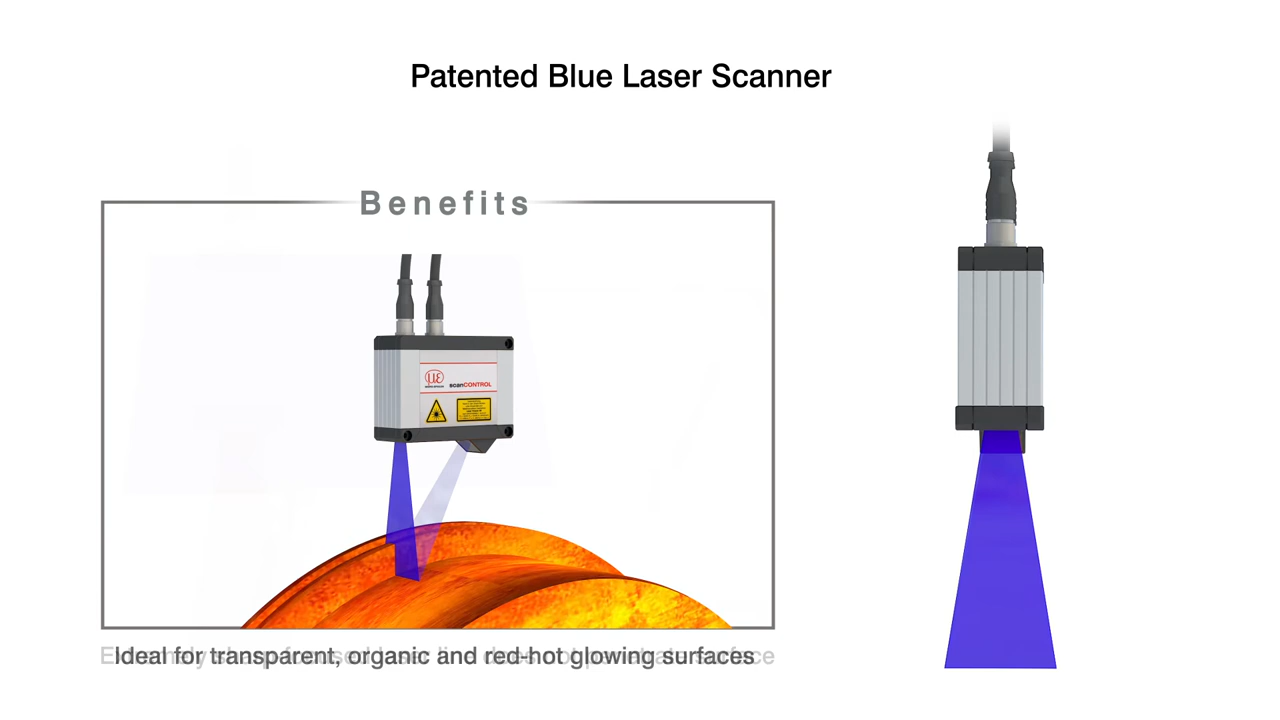 Patented Blue Laser Scanner
Benefits
scanCONTROL
Ideal for transparent, organic and red-hot glowing surfaces